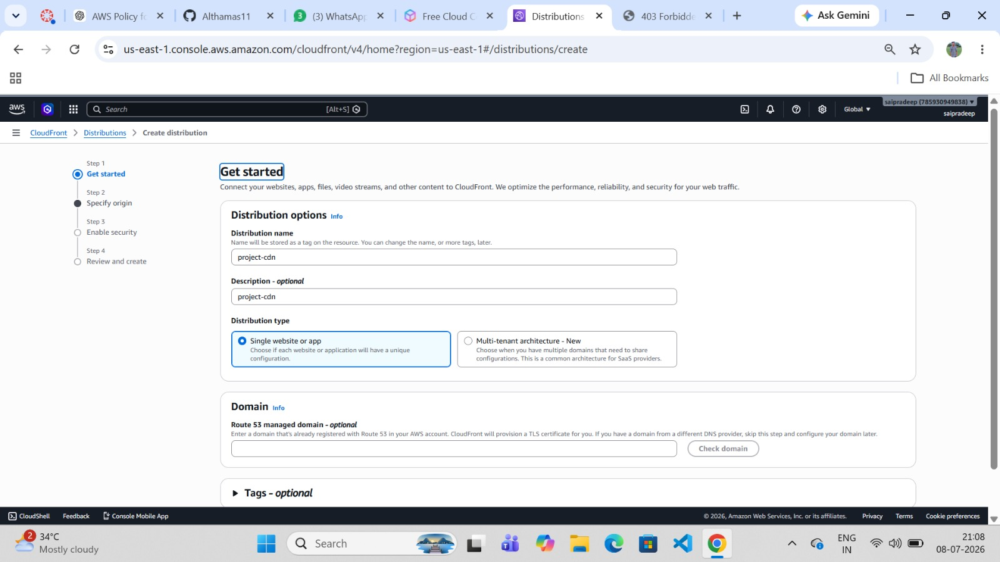 AWS Policy fo
Althamas11
(3) WhatsApp
Free Cloud C
Distributions
403 Forbidde
Ask Gemini
us-east-1.console.aws.amazon.com/cloudfront/v4/home?region=us-east-1#/distributions/create
All Bookmarks
aws
Search
[Alt+S]
Global
saipradeep (785930949838)
saipradeep
CloudFront
Distributions
Create distribution
Step 1
Get started
Step 2
Specify origin
Step 3
Enable security
Step 4
Review and create
Get started
Connect your websites, apps, files, video streams, and other content to CloudFront. We optimize the performance, reliability, and security for your web traffic.
Distribution options Info
Distribution name
Name will be stored as a tag on the resource. You can change the name, or more tags, later.
project-cdn
Description - optional
project-cdn
Distribution type
Single website or app
Choose if each website or application will have a unique
configuration.
Multi-tenant architecture - New
Choose when you have multiple domains that need to share
configurations. This is a common architecture for SaaS providers.
Domain Info
Route 53 managed domain - optional
Enter a domain that's already registered with Route 53 in your AWS account. CloudFront will provision a TLS certificate for you. If you have a domain from a different DNS provider, skip this step and configure your domain later.
Check domain
Tags - optional
CloudShell
Feedback
Console Mobile App
© 2026, Amazon Web Services, Inc. or its affiliates.
Privacy
Terms
Cookie preferences
2
34°C
Mostly cloudy
Search
ENG
IN
21:08
08-07-2026